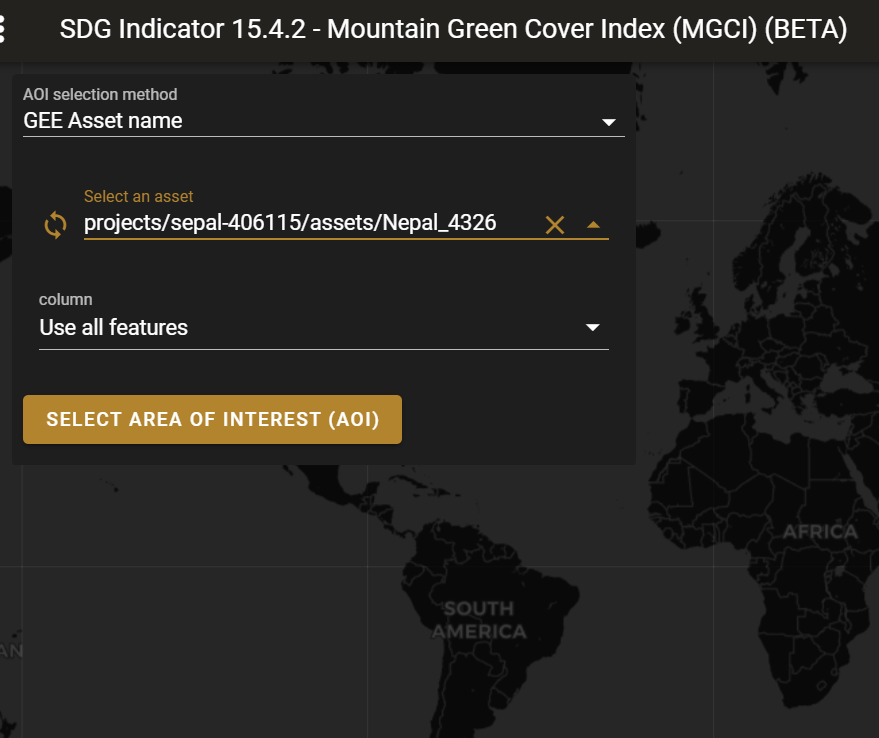 SDG Indicator 15.4.2 - Mountain Green Cover Index (MGCI) (BETA)
AOI selection method
GEE Asset name
Select an asset
projects/sepal-406115/assets/Nepal_4326
column
Use all features
SELECT AREA OF INTEREST (AOI)
AFRICA
SOUTH
AMERICA
AN